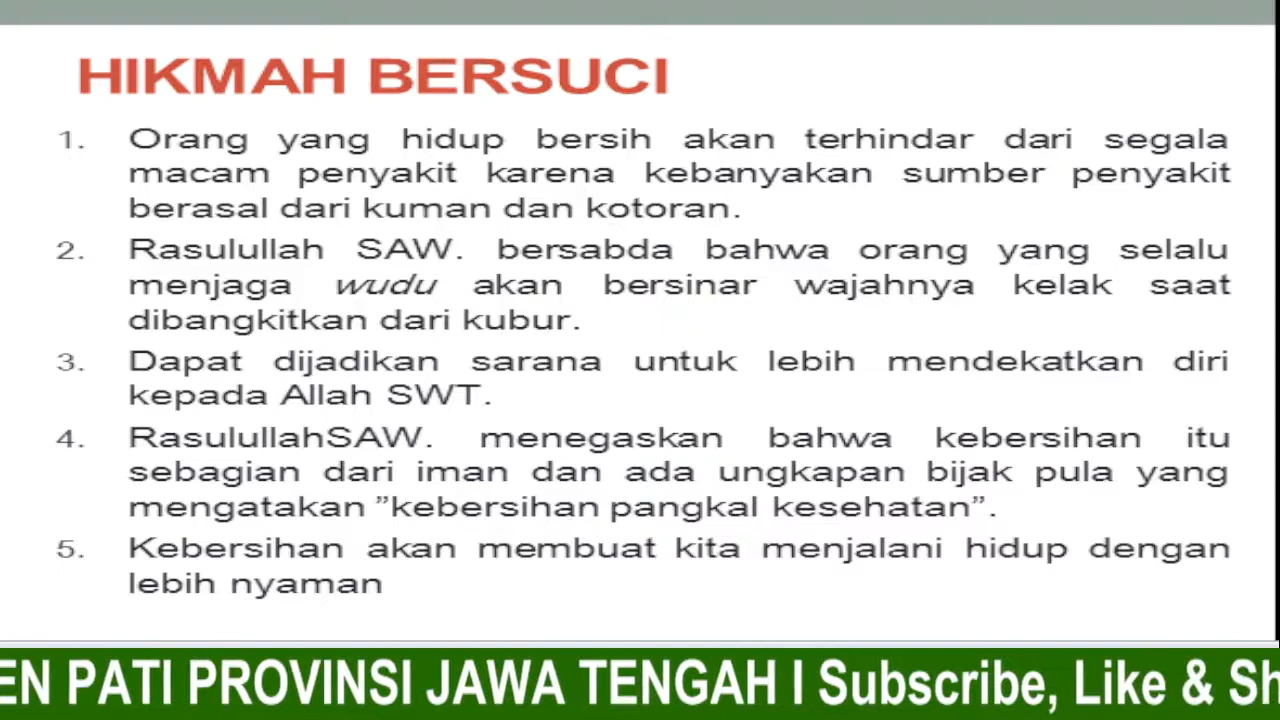 HIKMAH BERSUCI
1. Orang yang hidup bersih akan terhindar dari segala
macam penyakit karena kebanyakan sumber penyakit
berasal dari kuman dan kotoran.
2. Rasulullah SAW. bersabda bahwa orang yang selalu
menjaga wudu akan bersinar wajahnya kelak saat
dibangkitkan dari kubur.
3. Dapat dijadikan sarana untuk lebih mendekatkan diri
kepada Allah SWT.
4. RasulullahSAW. menegaskan bahwa kebersihan itu
sebagian dari iman dan ada ungkapan bijak pula yang
mengatakan ”kebersihan pangkal kesehatan”.
5. Kebersihan akan membuat kita menjalani hidup dengan
lebih nyaman
EN PATI PROVINSI JAWA TENGAH I Subscribe, Like & Sh